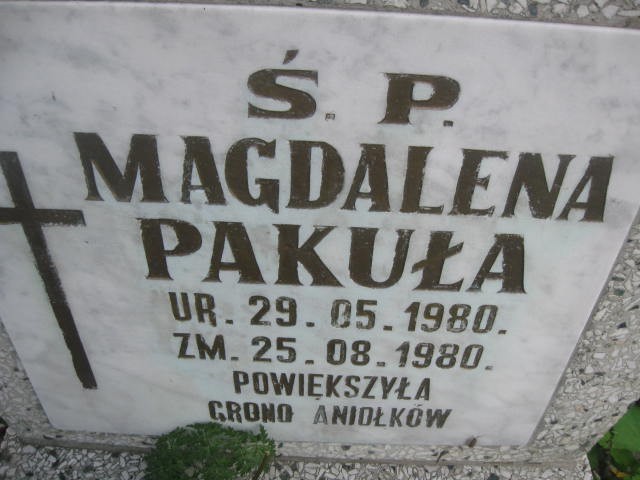 Ś. P.
MAGDALENA
PAKUŁA
UR. 29. 05. 1980.
ZM. 25. 08. 1980.
POWIĘKSZYŁA
GRONO ANIOŁKÓW